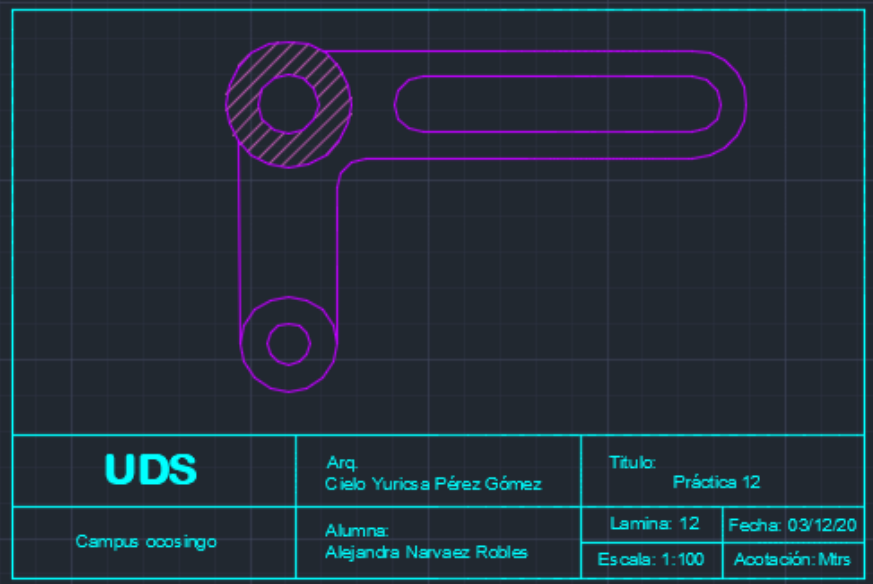 UDS
Campus ocosingo
Arq.
Cielo Yuricsa Pérez Gómez
Alumna:
Alejandra Narvaez Robles
Titulo:
Práctica 12
Lamina: 12
Fecha: 03/12/20
Escala: 1:100
Acotación: Mtrs